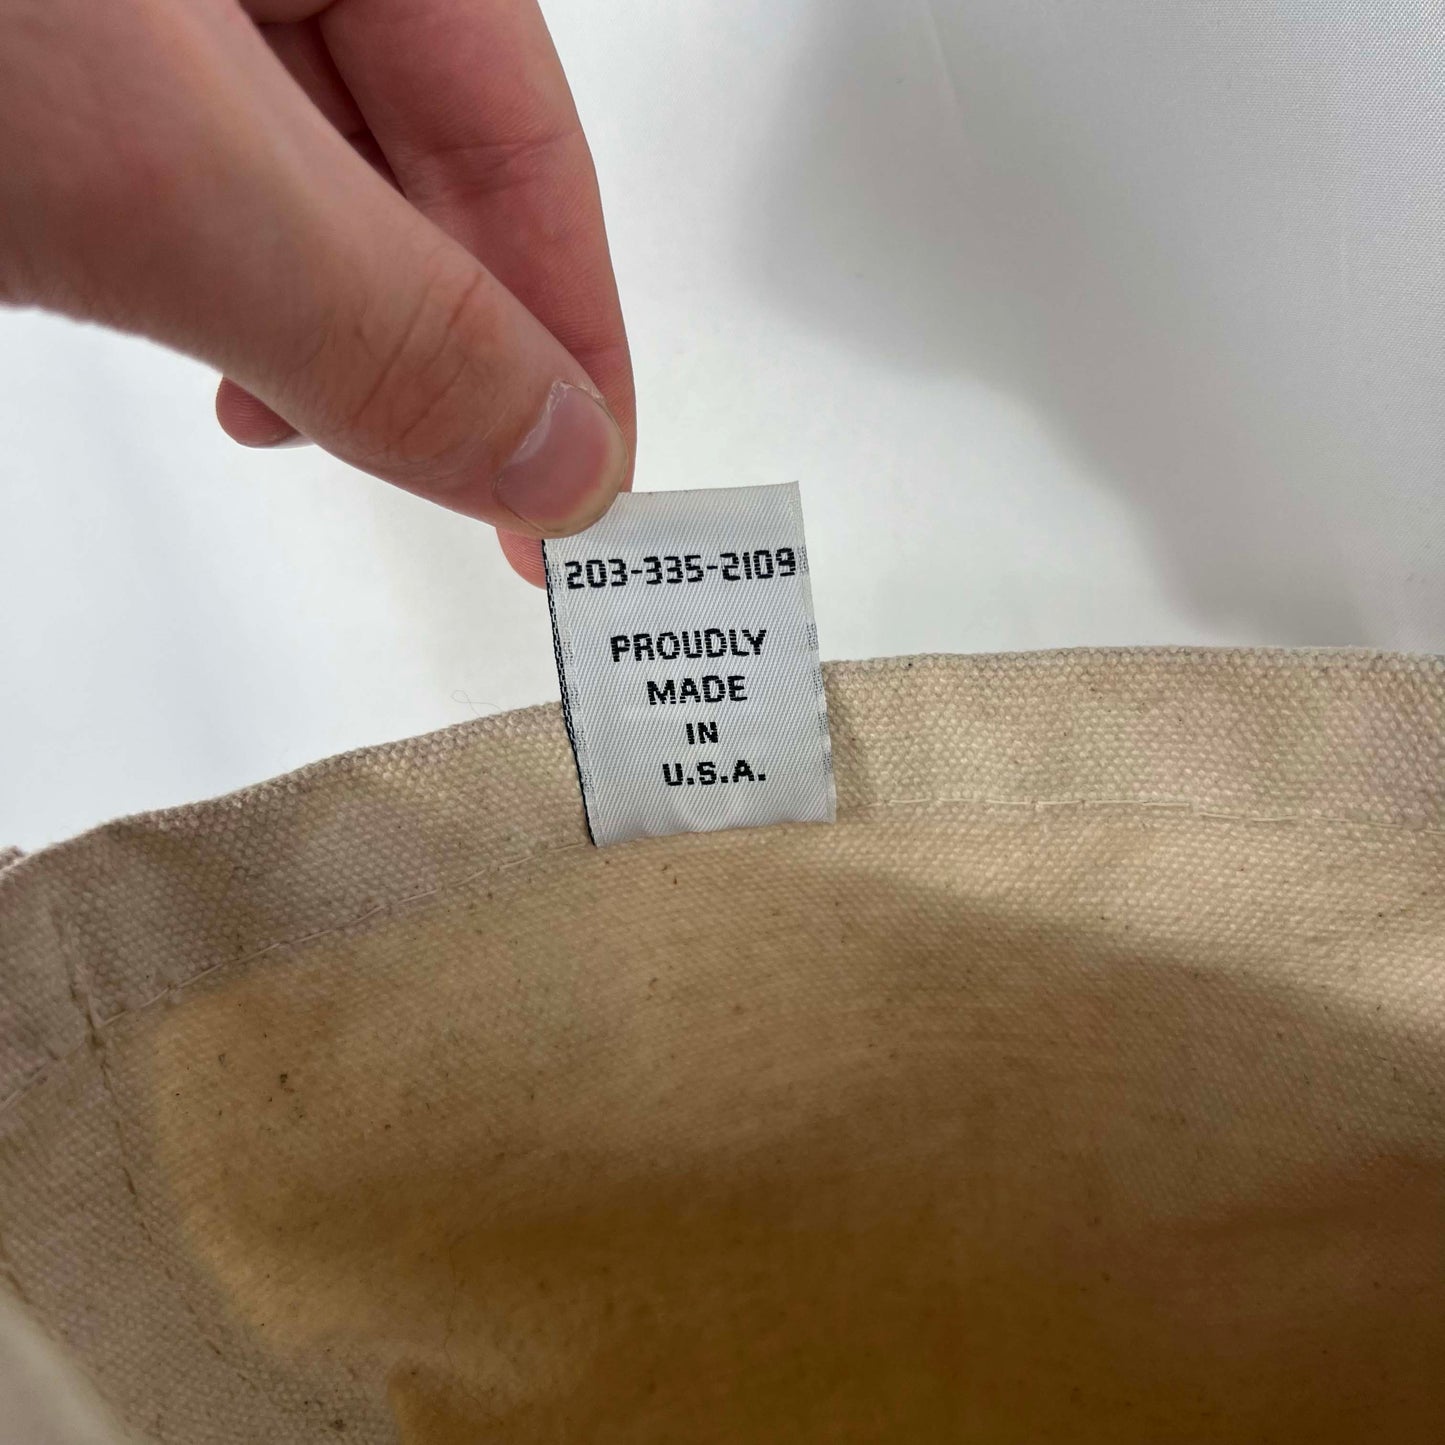 203-335-2109
PROUDLY
MADE
IN
U.S.A.